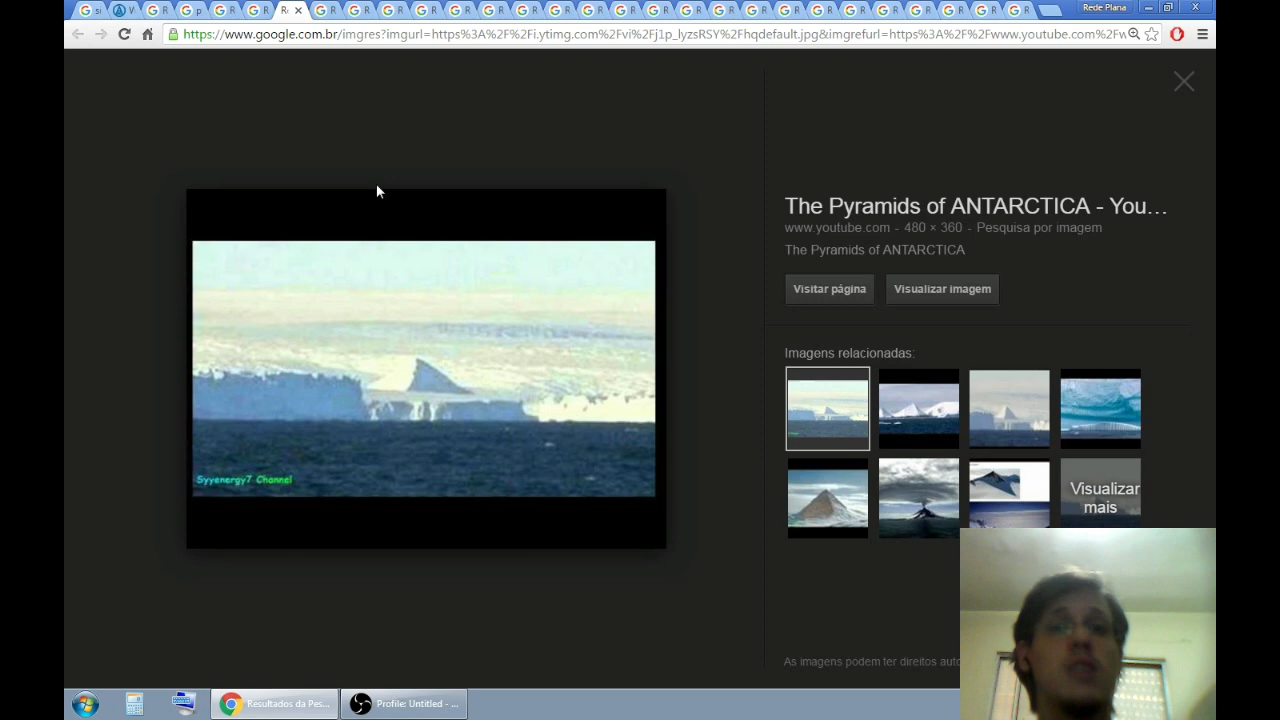 Rede Plana
https://www.google.com.br/imgres?imgurl=https%3A%2F%2Fi.ytimg.com%2Fvi%2Fj1p_lyzsRSY%2Fhqdefault.jpg&imgrefurl=https%3A%2F%2Fwww.youtube.com%2Fw
The Pyramids of ANTARCTICA - You...
www.youtube.com - 480 × 360 - Pesquisa por imagem
The Pyramids of ANTARCTICA
Visitar página
Visualizar imagem
Imagens relacionadas:
Visualizar
mais
Syyenergy7 Channel
As imagens podem ter direitos auto
Resultados da Pes...
Profile: Untitled - ...